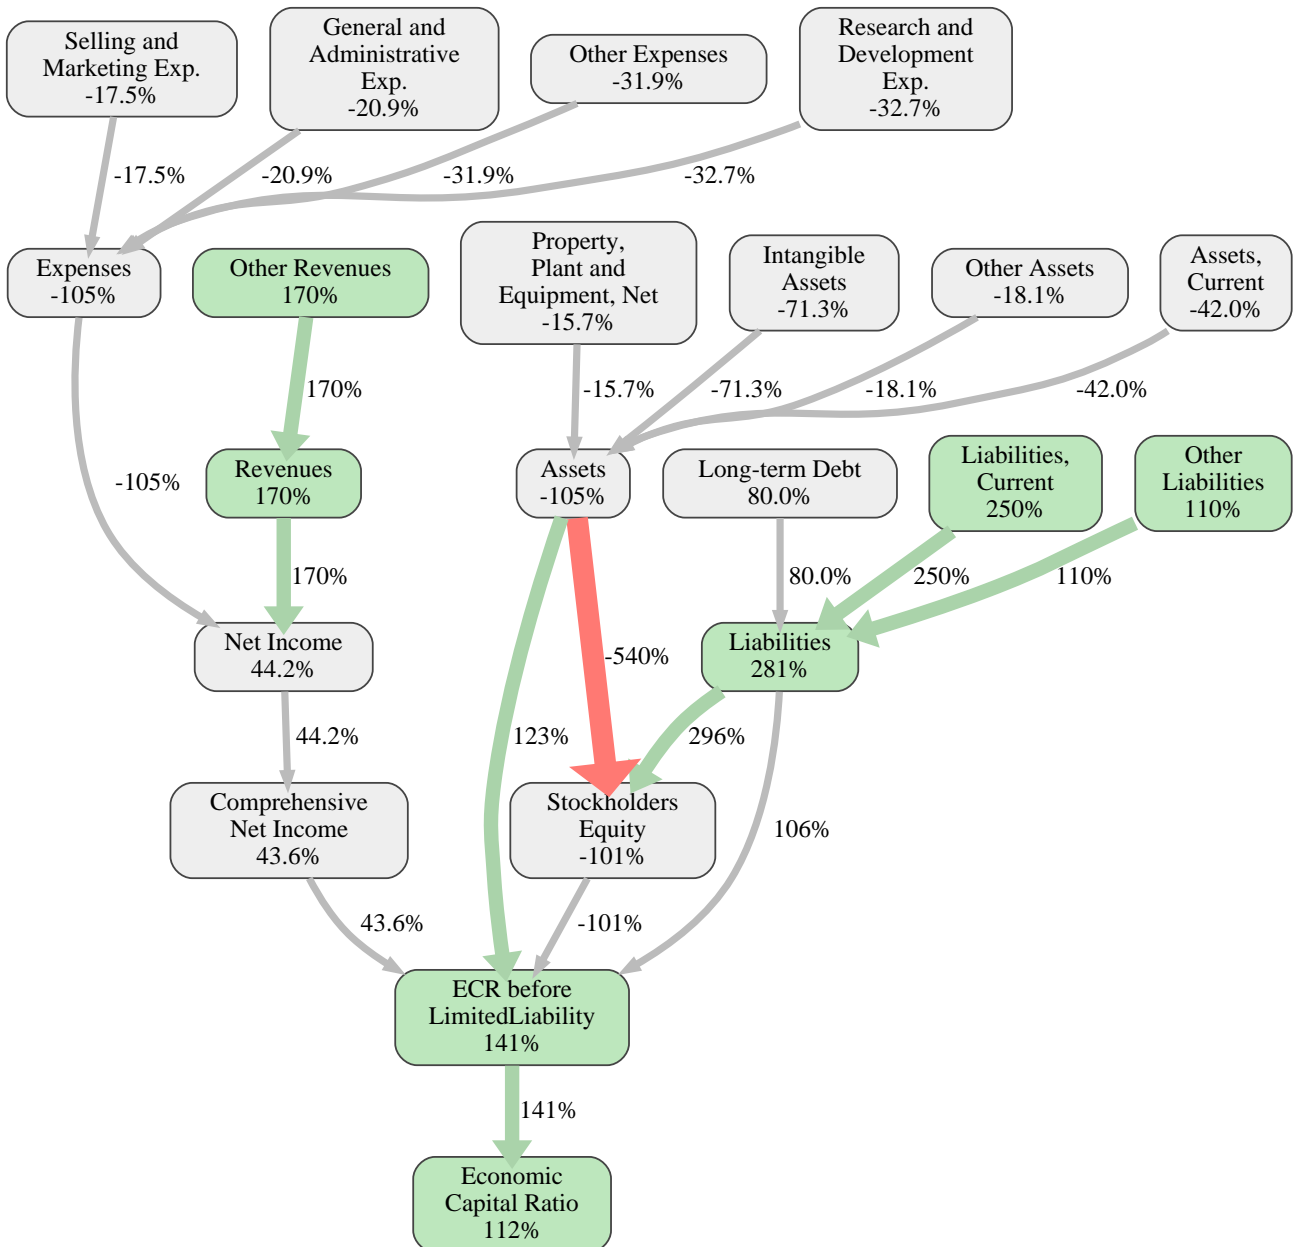 Selling and
Marketing Exp.
-17.5%
General and
Administrative
Exp.
-20.9%
Other Expenses
-31.9%
Research and
Development
Exp.
-32.7%
-17.5%
-20.9%
-31.9%
-32.7%
Expenses
-105%
Other Revenues
170%
Property,
Plant and
Equipment, Net
-15.7%
Intangible
Assets
-71.3%
Other Assets
-18.1%
Assets,
Current
-42.0%
170%
-15.7%
-71.3%
-18.1%
-42.0%
-105%
Revenues
170%
Assets
-105%
Long-term Debt
80.0%
Liabilities,
Current
250%
Other
Liabilities
110%
170%
80.0%
250%
110%
Net Income
44.2%
-540%
Liabilities
281%
44.2%
123%
296%
Comprehensive
Net Income
43.6%
Stockholders
Equity
-101%
106%
43.6%
-101%
ECR before
LimitedLiability
141%
141%
Economic
Capital Ratio
112%